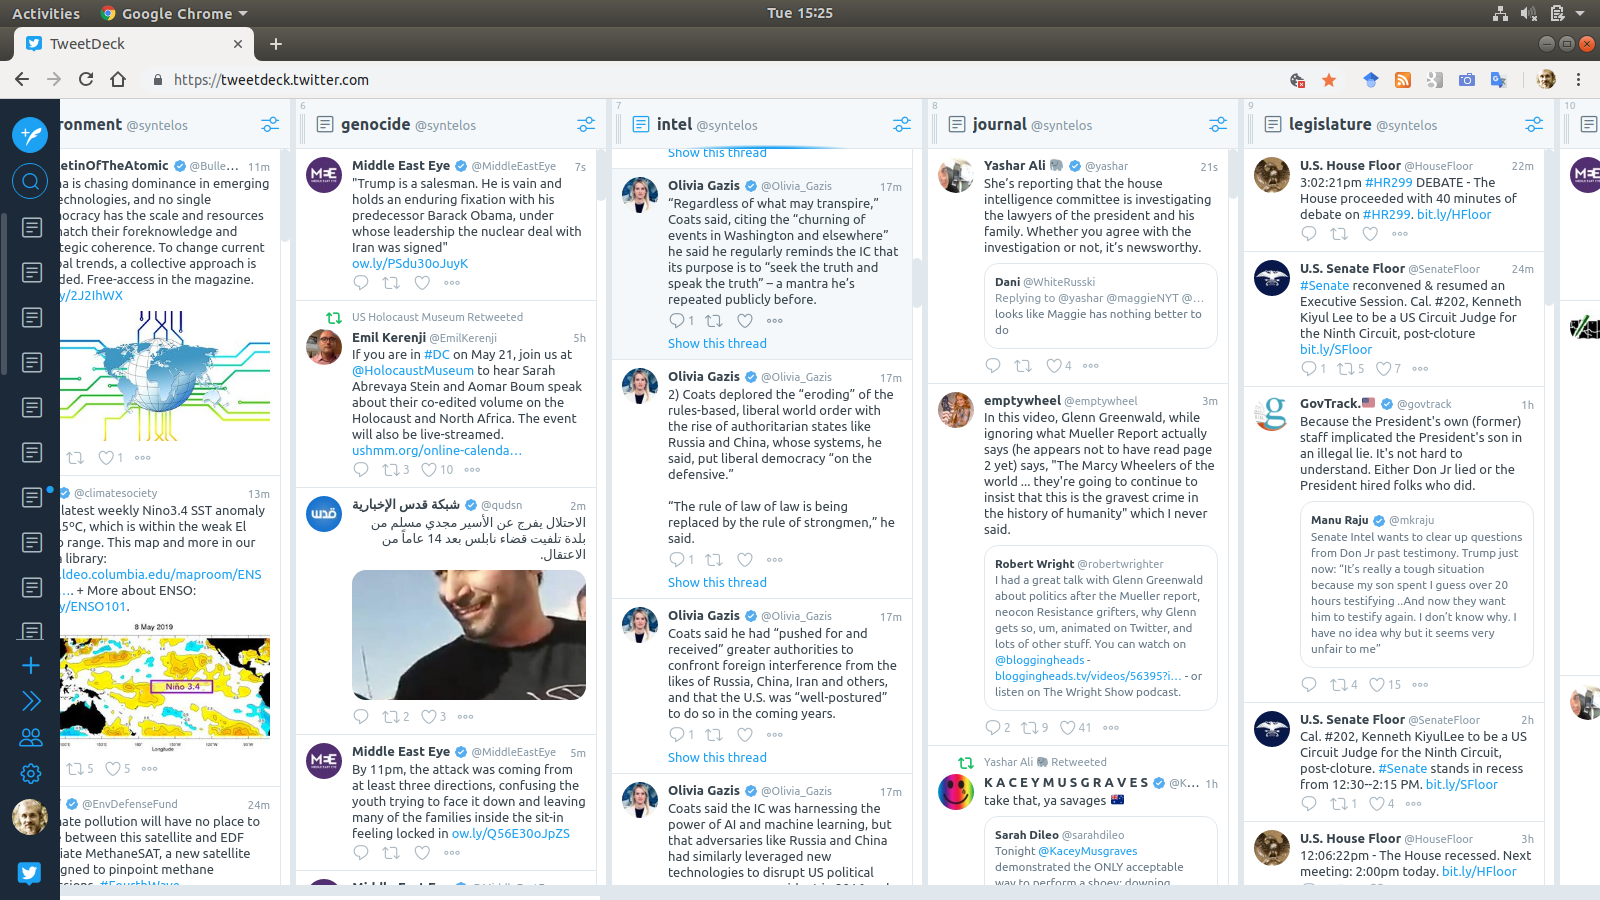 Activities
Google Chrome
Tue 15:25
TweetDeck
https://tweetdeck.twitter.com
ronment @syntelos
etinOfTheAtomic @Bulle... 11m
na is chasing dominance in emerging
echnologies, and no single
ocracy has the scale and resources
atch their foreknowledge and
tegic coherence. To change current
al trends, a collective approach is
ded. Free-access in the magazine.
y/2J2IhWX
1
@climatesociety 13m
latest weekly Nino3.4 SST anomaly
.5ºC, which is within the weak El
o range. This map and more in our
library:
.ldeo.columbia.edu/maproom/ENS
… + More about ENSO:
y/ENSO101.
8 May 2019
Niño 3.4
Longitude
5 5
@EnvDefenseFund 24m
ate pollution will have no place to
between this satellite and EDF
iate MethaneSAT, a new satellite
gned to pinpoint methane
ssions. #FourthWave
6
genocide @syntelos
MEE
Middle East Eye @MiddleEastEye 7s
"Trump is a salesman. He is vain and
holds an enduring fixation with his
predecessor Barack Obama, under
whose leadership the nuclear deal with
Iran was signed"
ow.ly/PSdu30oJuyK
US Holocaust Museum Retweeted
Emil Kerenji @EmilKerenji 5h
If you are in #DC on May 21, join us at
@HolocaustMuseum to hear Sarah
Abrevaya Stein and Aomar Boum speak
about their co-edited volume on the
Holocaust and North Africa. The event
will also be live-streamed.
ushmm.org/online-calenda…
3 10
قدس
شبكة قدس الإخبارية @qudsn 2m
الاحتلال يفرج عن الأسير مجدي مسلم من
بلدة تلفيت قضاء نابلس بعد 14 عاماً من
الاعتقال.
2 3
MEE
Middle East Eye @MiddleEastEye 5m
By 11pm, the attack was coming from
at least three directions, confusing the
youth trying to face it down and leaving
many of the families inside the sit-in
feeling locked in ow.ly/Q56E30oJpZS
Middle East Eye @MiddleEastEye
7
intel @syntelos
Show this thread
Olivia Gazis @Olivia_Gazis 17m
“Regardless of what may transpire,”
Coats said, citing the “churning of
events in Washington and elsewhere”
he said he regularly reminds the IC that
its purpose is to “seek the truth and
speak the truth” – a mantra he’s
repeated publicly before.
1
Show this thread
Olivia Gazis @Olivia_Gazis 17m
2) Coats deplored the “eroding” of the
rules-based, liberal world order with
the rise of authoritarian states like
Russia and China, whose systems, he
said, put liberal democracy “on the
defensive.”
“The rule of law of law is being
replaced by the rule of strongmen,” he
said.
1
Show this thread
Olivia Gazis @Olivia_Gazis 17m
Coats said he had “pushed for and
received” greater authorities to
confront foreign interference from the
likes of Russia, China, Iran and others,
and that the U.S. was “well-postured”
to do so in the coming years.
1
Show this thread
Olivia Gazis @Olivia_Gazis 17m
Coats said the IC was harnessing the
power of AI and machine learning, but
that adversaries like Russia and China
had similarly leveraged new
technologies to disrupt US political
8
journal @syntelos
Yashar Ali @yashar 21s
She’s reporting that the house
intelligence committee is investigating
the lawyers of the president and his
family. Whether you agree with the
investigation or not, it’s newsworthy.
Dani @WhiteRusski
Replying to @yashar @maggieNYT @…
looks like Maggie has nothing better to
do
4
emptywheel @emptywheel 3m
In this video, Glenn Greenwald, while
ignoring what Mueller Report actually
says (he appears not to have read page
2 yet) says, "The Marcy Wheelers of the
world ... they're going to continue to
insist that this is the gravest crime in
the history of humanity" which I never
said.
Robert Wright @robertwrighter
I had a great talk with Glenn Greenwald
about politics after the Mueller report,
neocon Resistance grifters, why Glenn
gets so, um, animated on Twitter, and
lots of other stuff. You can watch on
@bloggingheads -
bloggingheads.tv/videos/56395?i… - or
listen on The Wright Show podcast.
2 9 41
Yashar Ali Retweeted
K A C E Y M U S G R A V E S @K… 1h
take that, ya savages
Sarah Dileo @sarahdileo
Tonight @KaceyMusgraves
demonstrated the ONLY acceptable
way to perform a shoey: downing
9
legislature @syntelos
U.S. House Floor @HouseFloor 22m
3:02:21pm #HR299 DEBATE - The
House proceeded with 40 minutes of
debate on #HR299. bit.ly/HFloor
U.S. Senate Floor @SenateFloor 24m
#Senate reconvened & resumed an
Executive Session. Cal. #202, Kenneth
Kiyul Lee to be a US Circuit Judge for
the Ninth Circuit, post-cloture
bit.ly/SFloor
1 5 7
g
GovTrack. @govtrack 1h
Because the President's own (former)
staff implicated the President's son in
an illegal lie. It's not hard to
understand. Either Don Jr lied or the
President hired folks who did.
Manu Raju @mkraju
Senate Intel wants to clear up questions
from Don Jr past testimony. Trump just
now: “It’s really a tough situation
because my son spent I guess over 20
hours testifying ..And now they want
him to testify again. I don’t know why. I
have no idea why but it seems very
unfair to me”
4 15
U.S. Senate Floor @SenateFloor 2h
Cal. #202, Kenneth KiyulLee to be a US
Circuit Judge for the Ninth Circuit,
post-cloture. #Senate stands in recess
from 12:30--2:15 PM. bit.ly/SFloor
1 4
U.S. House Floor @HouseFloor 3h
12:06:22pm - The House recessed. Next
meeting: 2:00pm today. bit.ly/HFloor
10